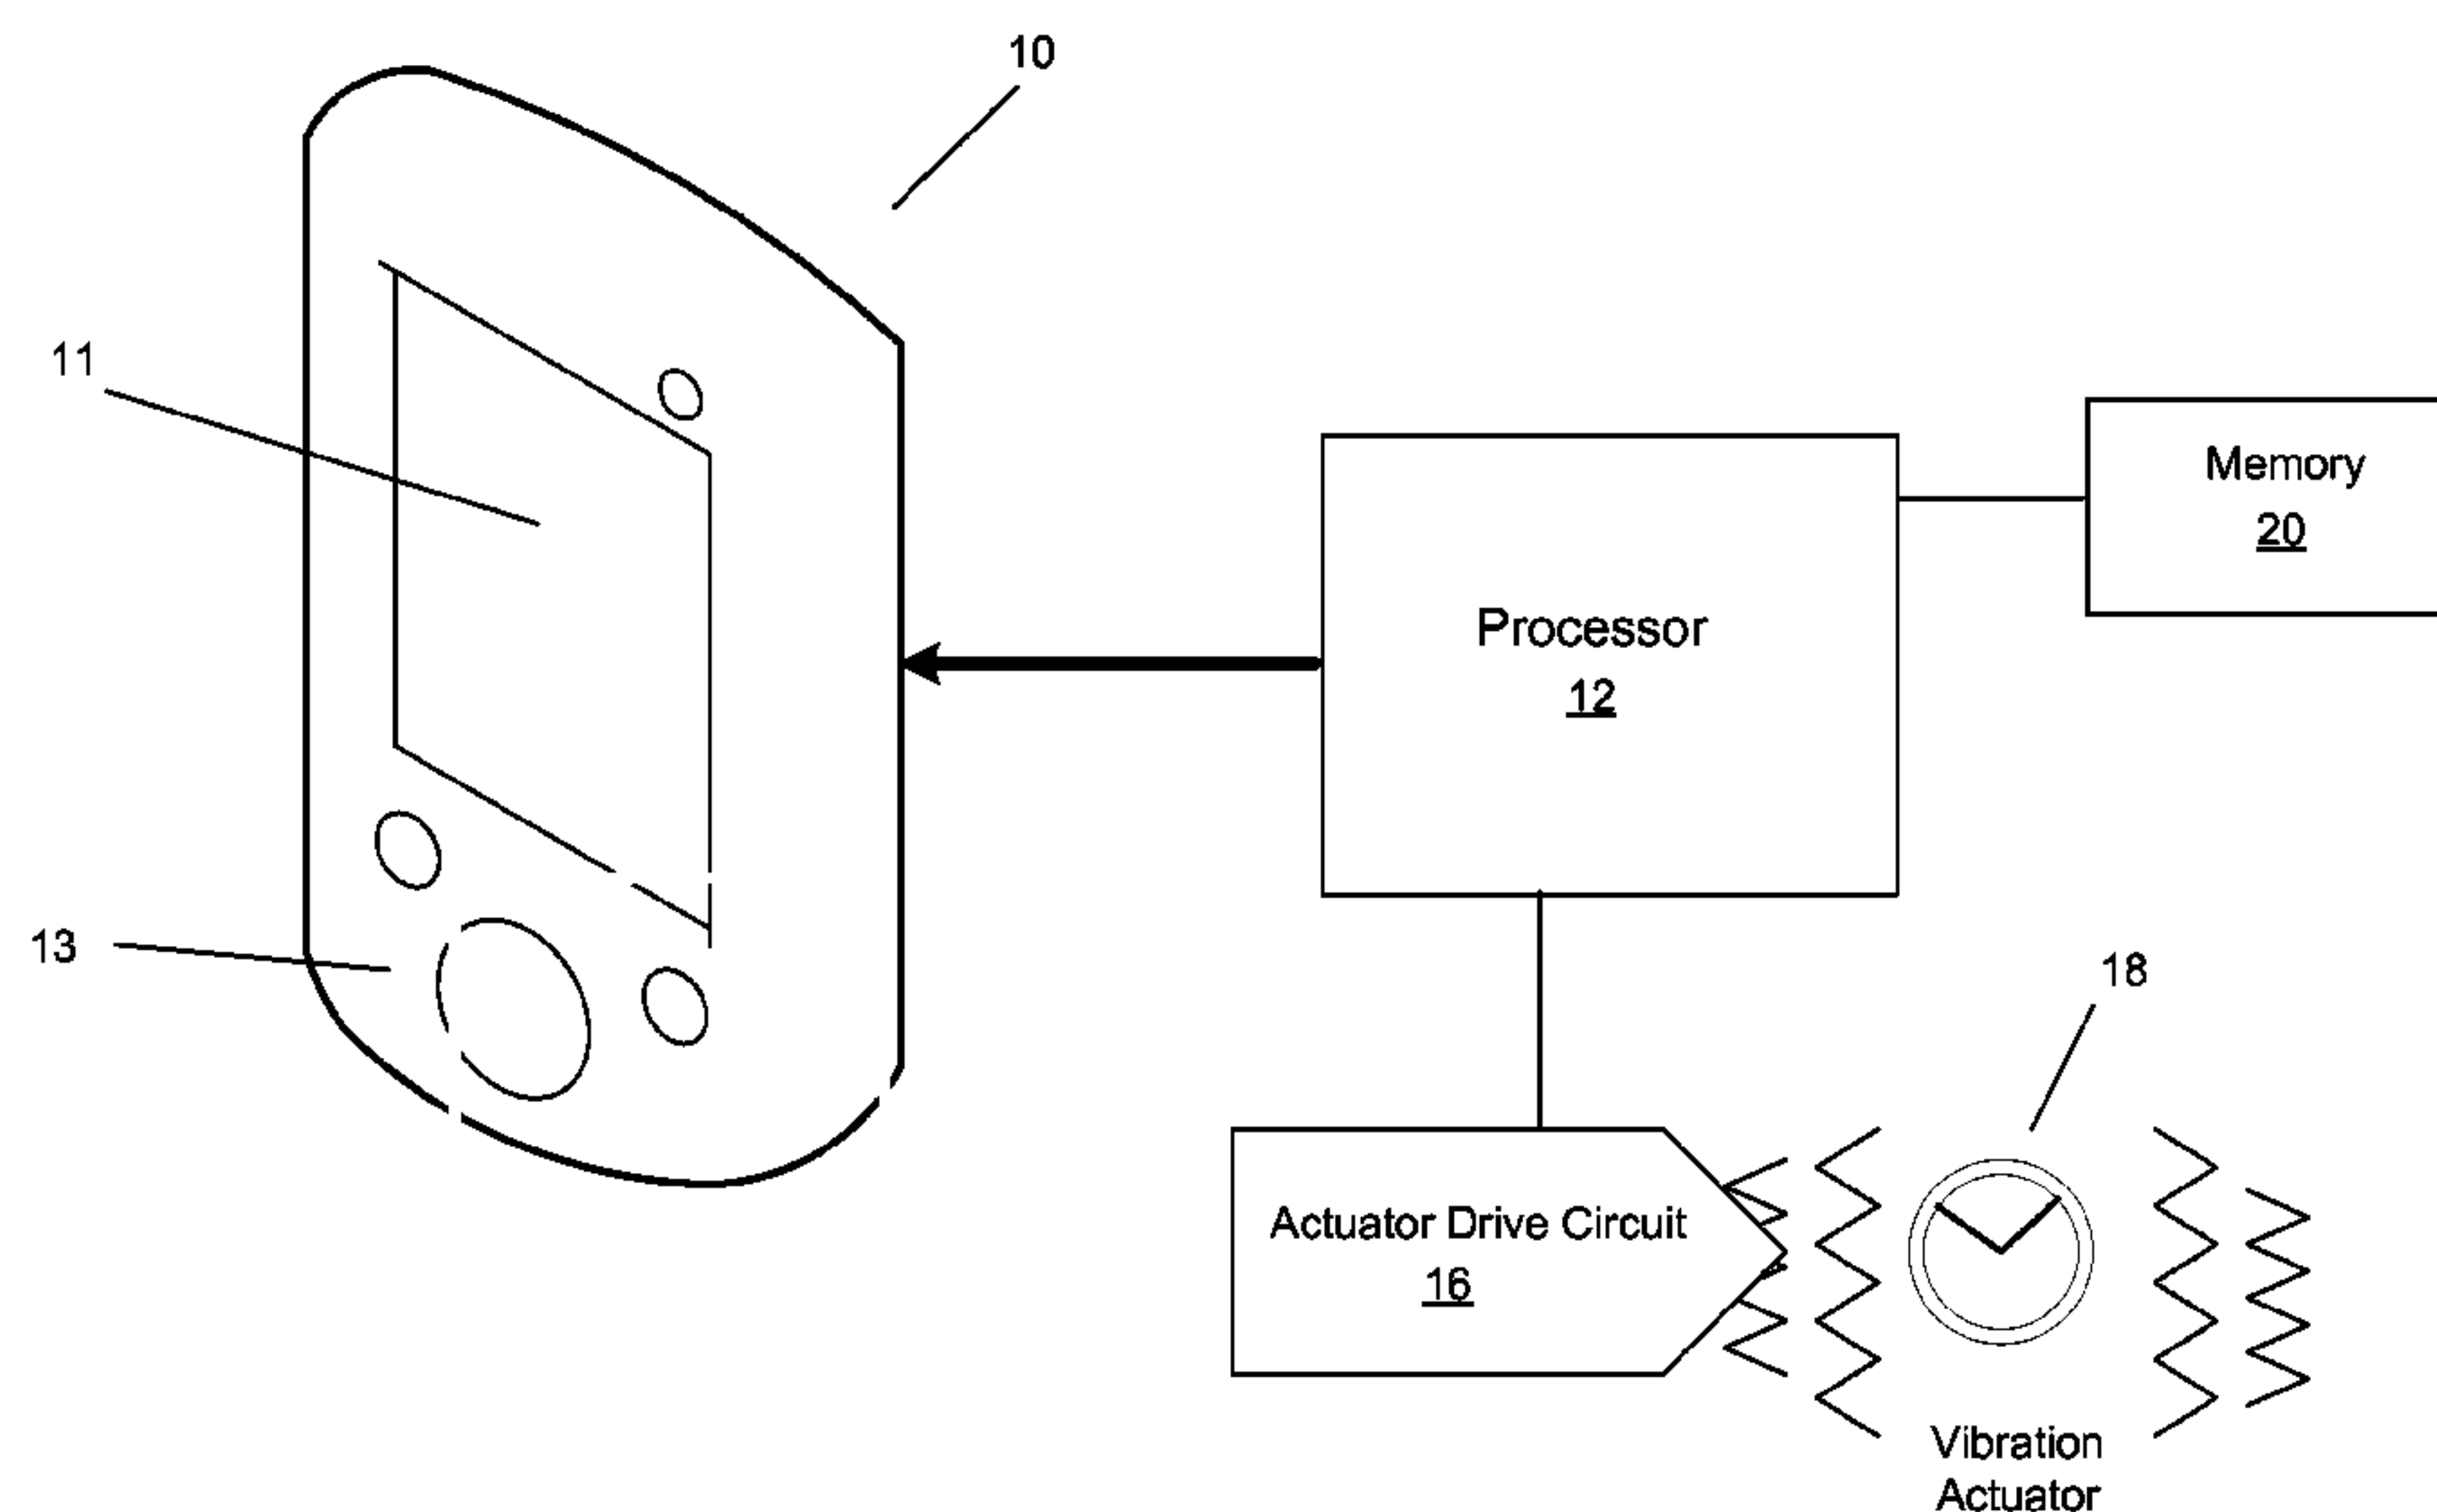 10
11
Memory
20
Processor
12
13
18
Actuator Drive Circuit
16
Vibration
Actuator